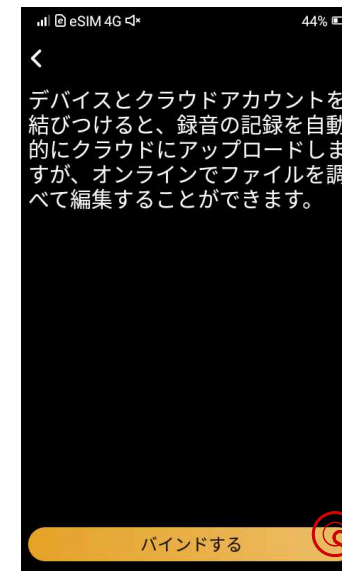 eSIM 4G 44%
デバイスとクラウドアカウントを
結びつけると、録音の記録を自動
的にクラウドにアップロードしま
すが、オンラインでファイルを調
べて編集することができます。
バインドする